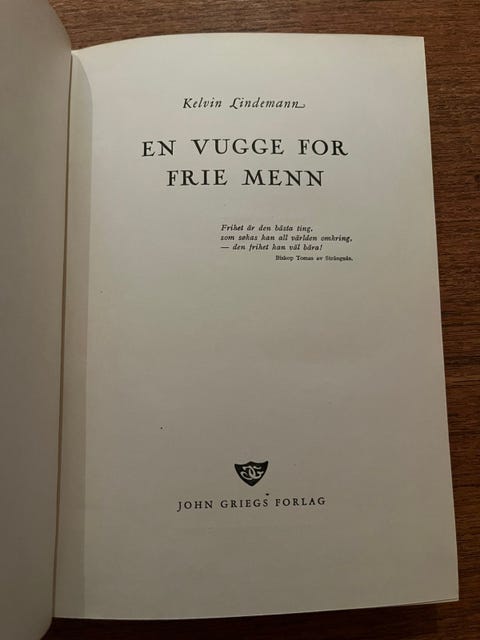 Kelvin Lindemann
EN VUGGE FOR
FRIE MENN
Frihet är den bästa ting,
som søkas kan all världen omkring,
— den frihet kan väl bära!
Biskop Tomas av Strängnäs.
JOHN GRIEGS FORLAG